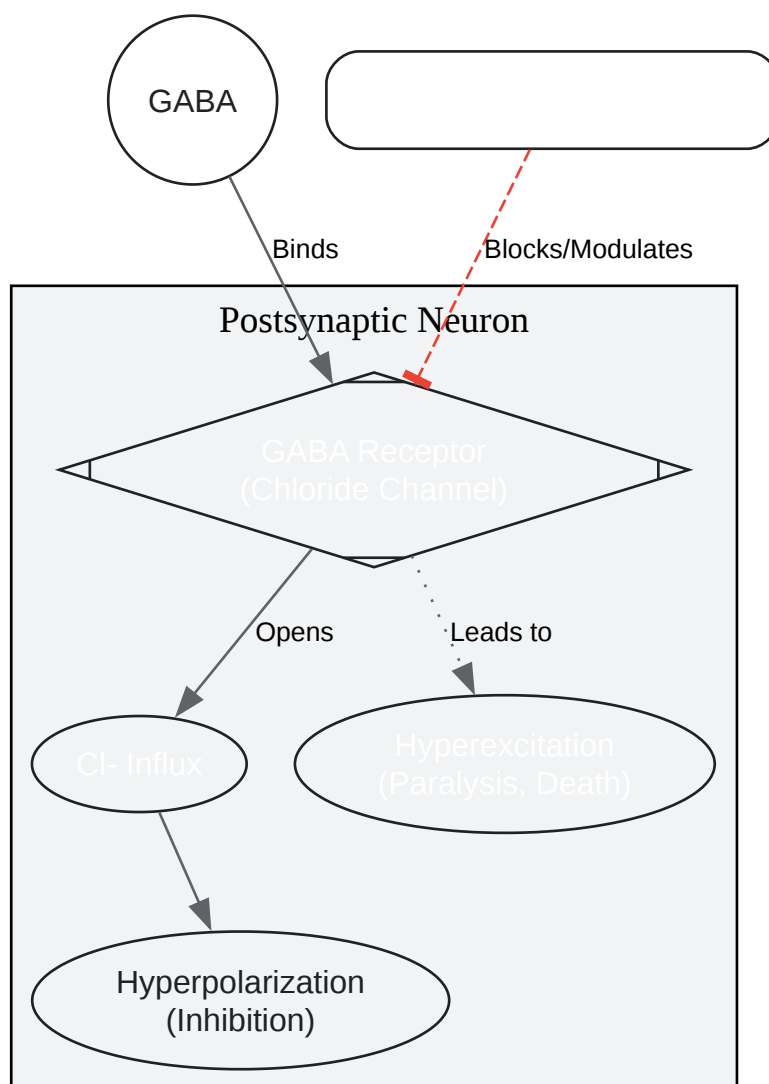 GABA
Binds
Blocks/Modulates
Postsynaptic Neuron
GABA Receptor
(Chloride Channel)
Opens
Leads to
Cl- Influx
Hyperexcitation
(Paralysis, Death)
Hyperpolarization
(Inhibition)